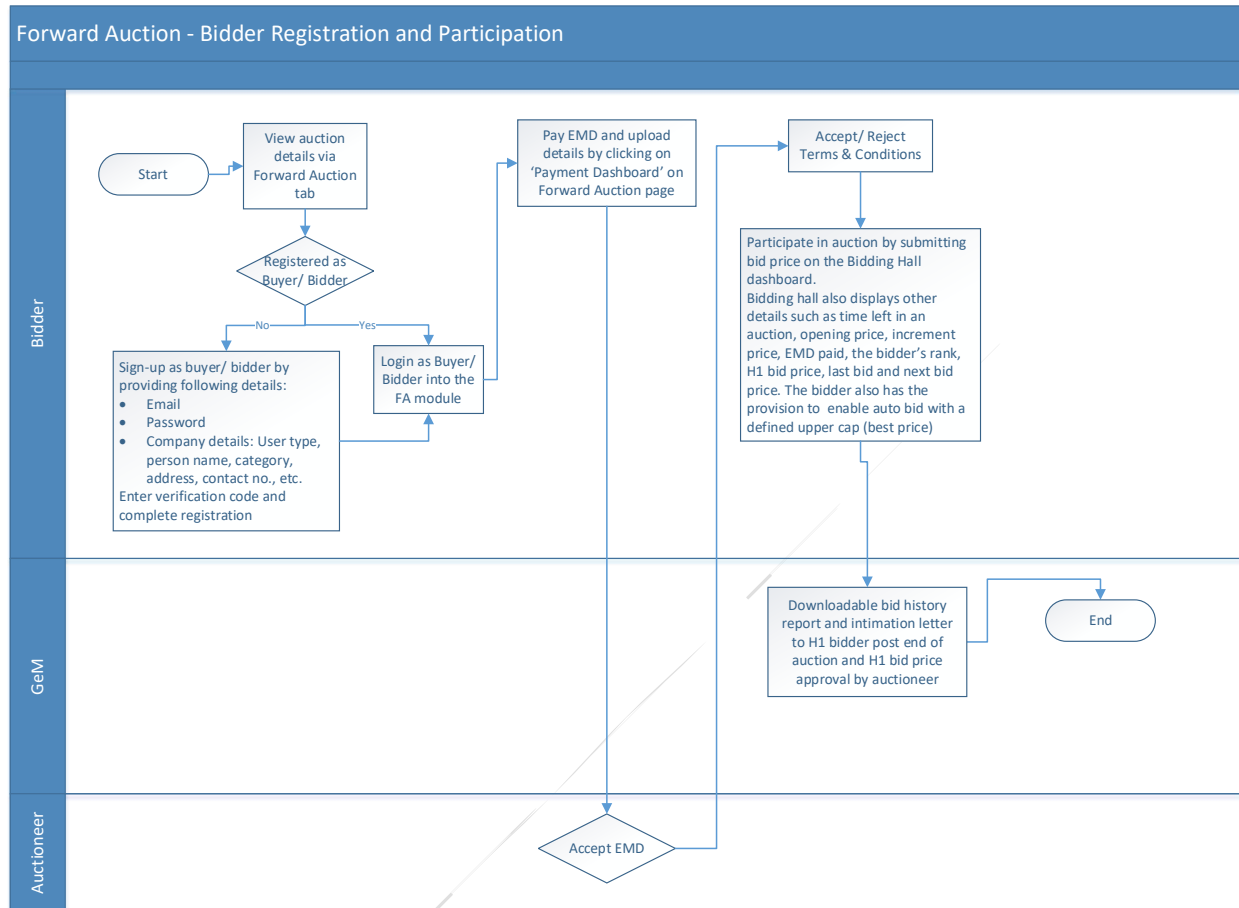 Forward Auction - Bidder Registration and Participation
Bidder
Start
View auction
details via
Forward Auction
tab
Registered as
Buyer/ Bidder
No
Yes
Sign-up as buyer/ bidder by
providing following details:
• Email
• Password
• Company details: User type,
person name, category,
address, contact no., etc.
Enter verification code and
complete registration
Login as Buyer/
Bidder into the
FA module
Pay EMD and upload
details by clicking on
‘Payment Dashboard’ on
Forward Auction page
Accept/ Reject
Terms & Conditions
Participate in auction by submitting
bid price on the Bidding Hall
dashboard.
Bidding hall also displays other
details such as time left in an
auction, opening price, increment
price, EMD paid, the bidder’s rank,
H1 bid price, last bid and next bid
price. The bidder also has the
provision to  enable auto bid with a
defined upper cap (best price)
GeM
Downloadable bid history
report and intimation letter
to H1 bidder post end of
auction and H1 bid price
approval by auctioneer
End
Auctioneer
Accept EMD